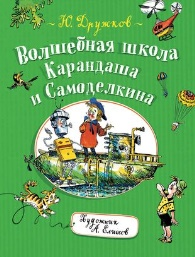 Ю. Дружков
Волшебная школа
Карандаша
и Самоделкина
Художник
А. Елисеев